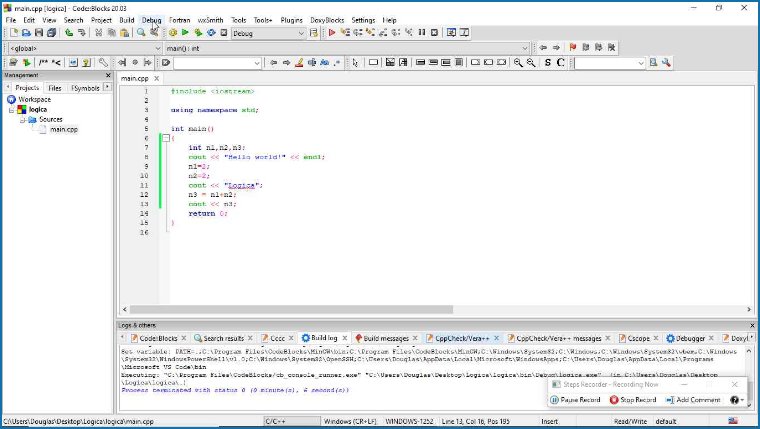 main.cpp [logica] - Code::Blocks 20.03
File Edit View Search Project Build Debug Fortran wxSmith Tools Tools+ Plugins DoxyBlocks Settings Help
Debug
<global> main() : int
/** *<
Aa .*
S C
Management
Projects Files FSymbols
main.cpp
Workspace
logica
Sources
main.cpp
1 #include <iostream>
2
3 using namespace std;
4
5 int main()
6 {
7 int n1,n2,n3;
8 cout << "Hello world!" << endl;
9 n1=2;
10 n2=2;
11 cout << "Logica";
12 n3 = n1+n2;
13 cout << n3;
14 return 0;
15 }
16
Logs & others
Code::Blocks Search results Cccc Build log Build messages CppCheck/Vera++ CppCheck/Vera++ messages Cscope Debugger DoxyBl
Set variable: PATH=.;C:\Program Files\CodeBlocks\MinGW\bin;C:\Program Files\CodeBlocks\MinGW;C:\Windows\System32;C:\Windows;C:\Windows\System32\wbem;C:\Windows
\System32\WindowsPowerShell\v1.0;C:\Windows\System32\OpenSSH;C:\Users\Douglas\AppData\Local\Microsoft\WindowsApps;C:\Users\Douglas\AppData\Local\Programs
\Microsoft VS Code\bin
Executing: "C:\Program Files\CodeBlocks/cb_console_runner.exe" "C:\Users\Douglas\Desktop\Logica\logica\bin\Debug\logica.exe" (in C:\Users\Douglas\Desktop
\Logica\logica\.)
Process terminated with status 0 (0 minute(s), 6 second(s))
Steps Recorder - Recording Now
Pause Record Stop Record Add Comment
C:\Users\Douglas\Desktop\Logica\logica\main.cpp C/C++ Windows (CR+LF) WINDOWS-1252 Line 13, Col 16, Pos 195 Insert Read/Write default